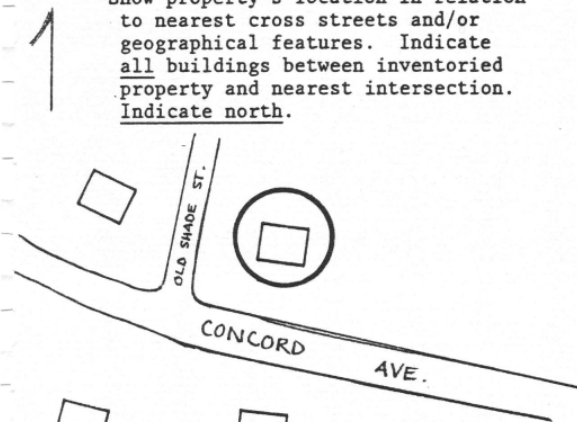 Show property's location in relation
to nearest cross streets and/or
geographical features. Indicate
all buildings between inventoried
property and nearest intersection.
Indicate north.
OLD SHADE ST.
CONCORD AVE.